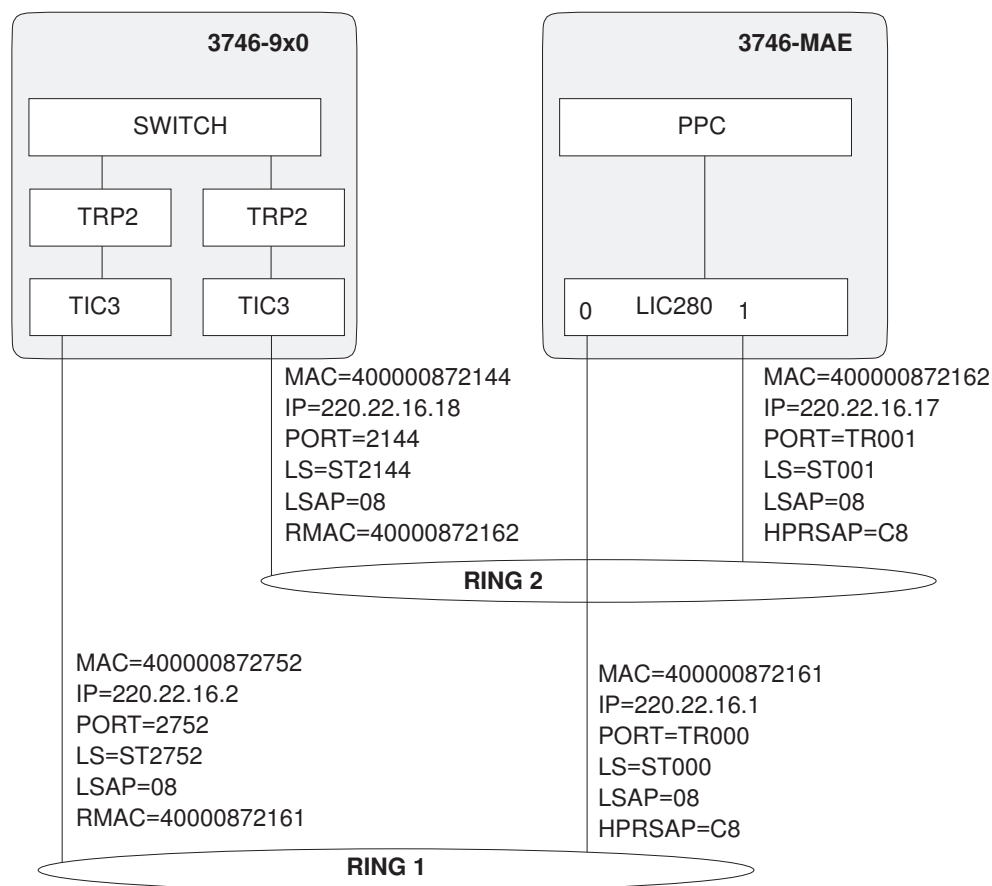 3746-9x0
SWITCH
TRP2
TRP2
TIC3
TIC3
3746-MAE
PPC
0
LIC280
1
MAC=400000872144
IP=220.22.16.18
PORT=2144
LS=ST2144
LSAP=08
RMAC=40000872162
MAC=400000872162
IP=220.22.16.17
PORT=TR001
LS=ST001
LSAP=08
HPRSAP=C8
RING 2
MAC=400000872752
IP=220.22.16.2
PORT=2752
LS=ST2752
LSAP=08
RMAC=40000872161
MAC=400000872161
IP=220.22.16.1
PORT=TR000
LS=ST000
LSAP=08
HPRSAP=C8
RING 1